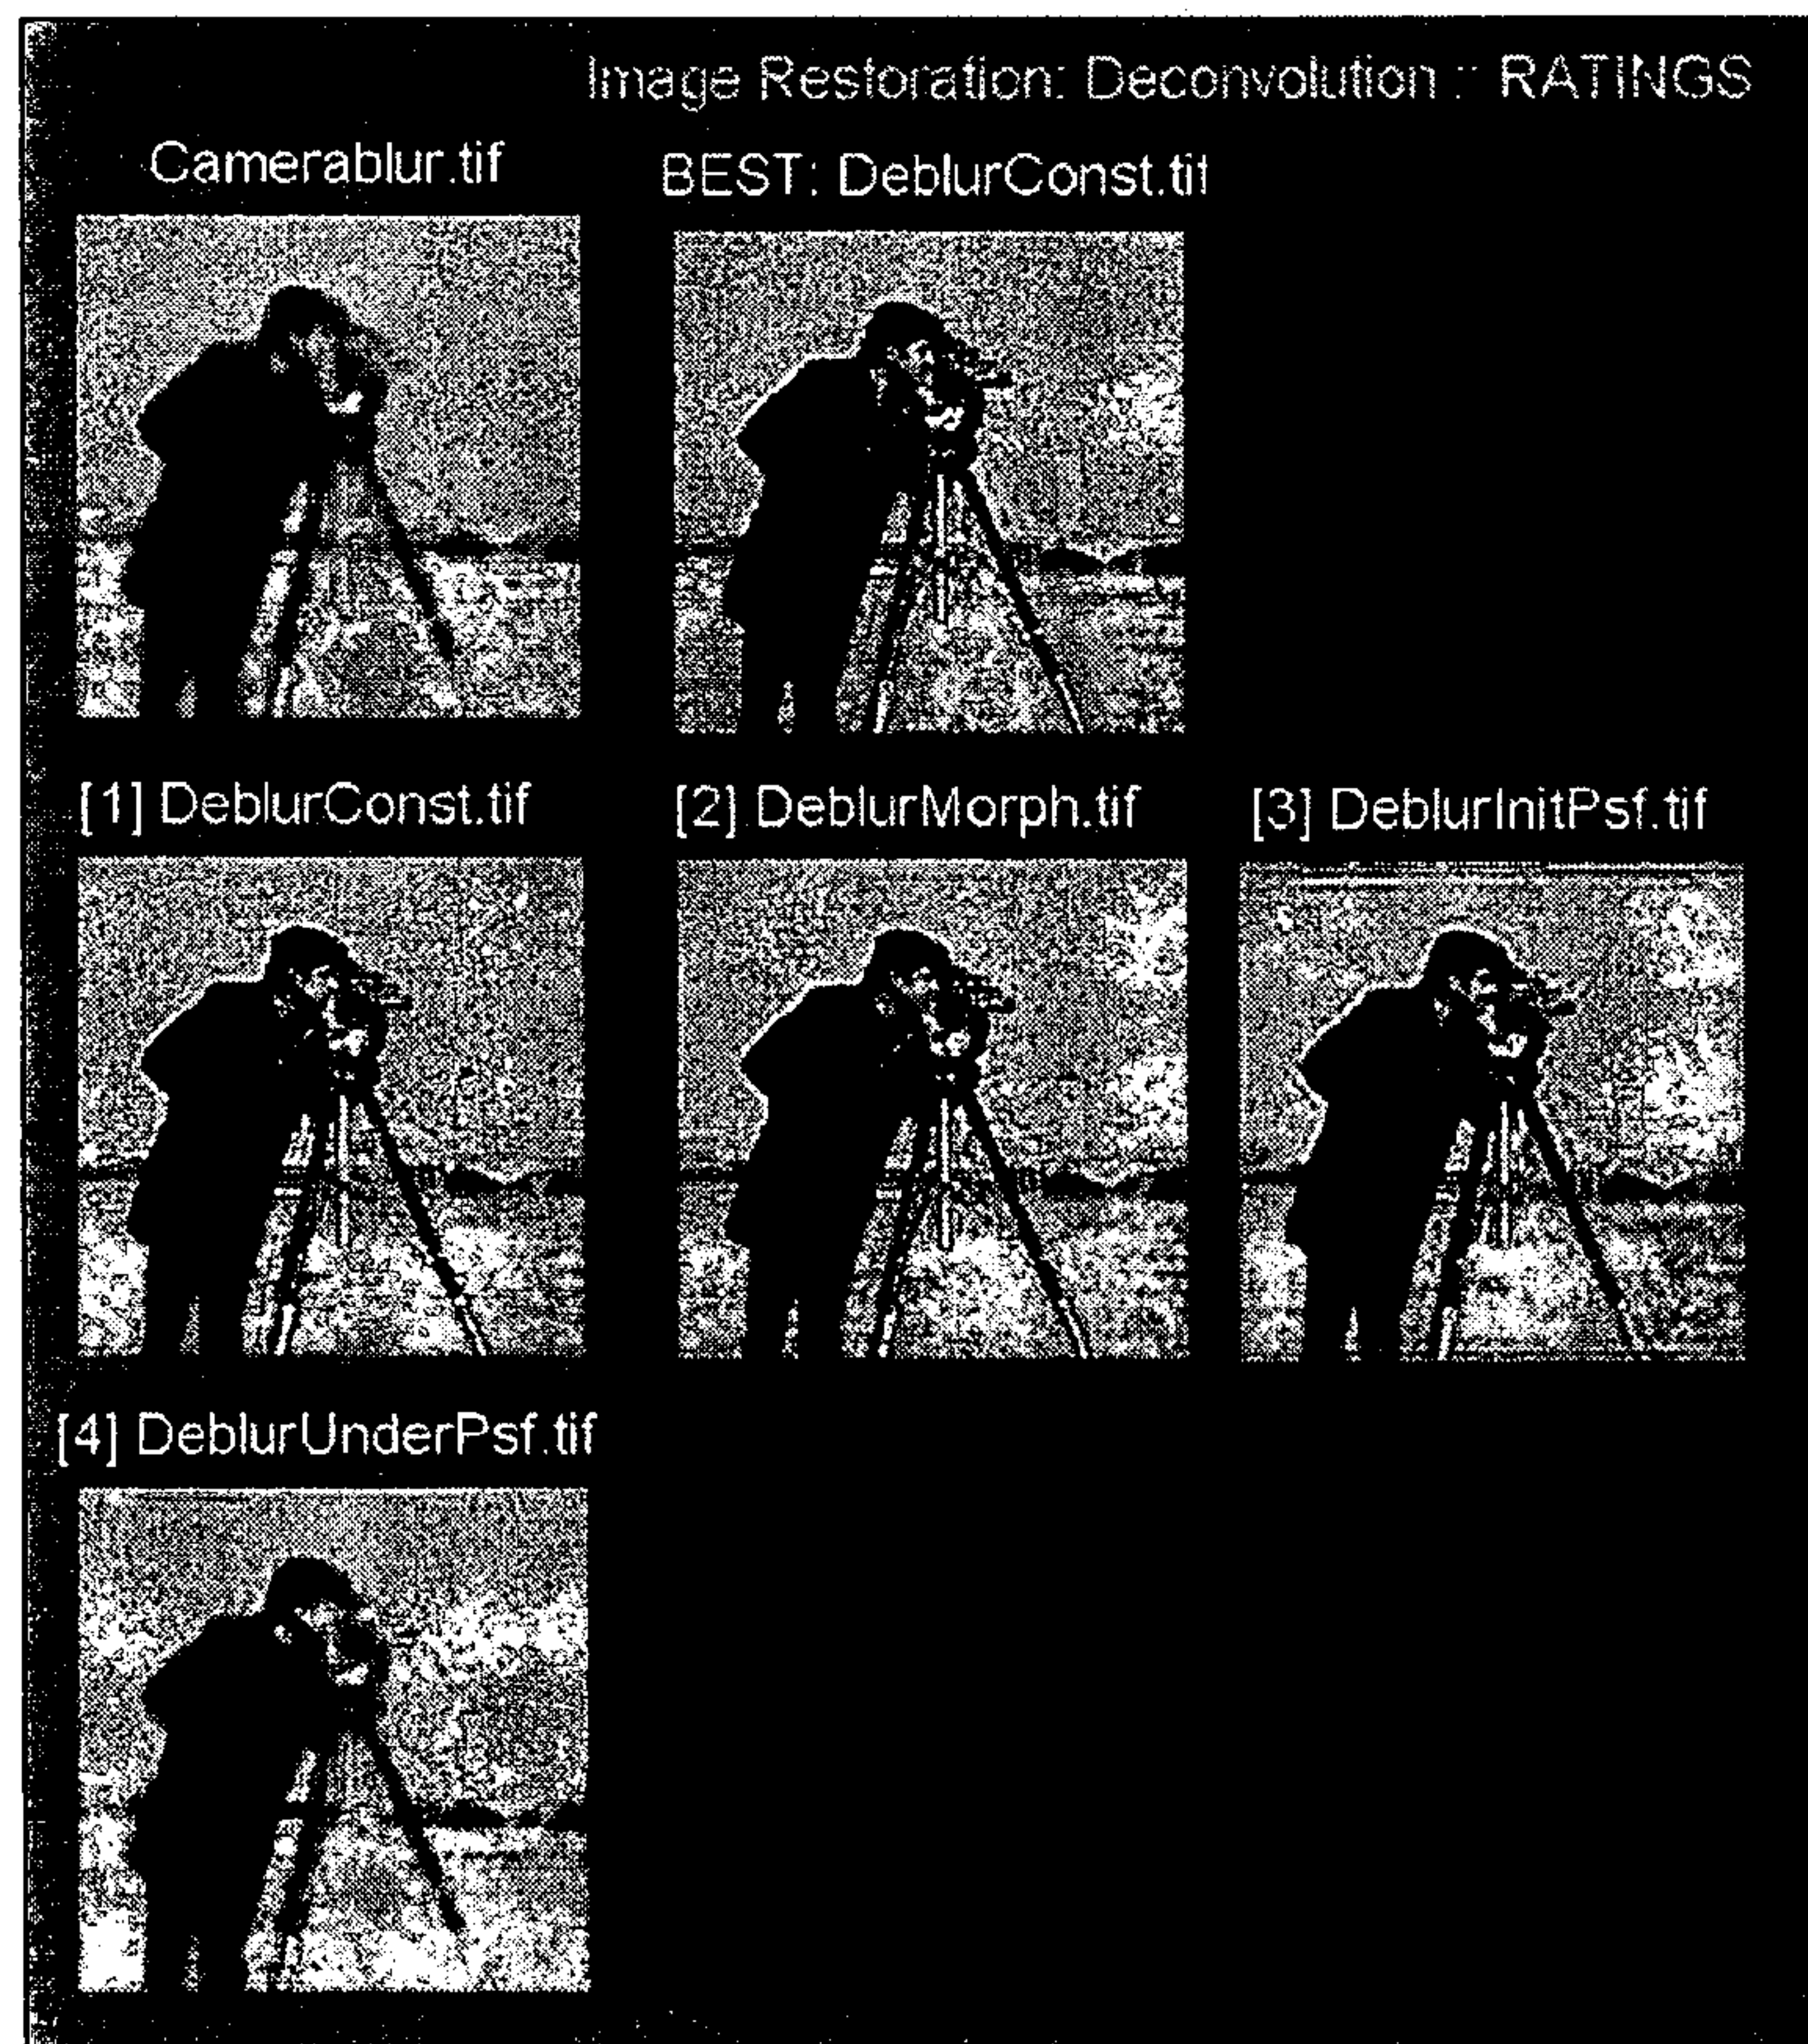 Image Restoration: Deconvolution :: RATINGS
Camerablur.tif
BEST: DeblurConst.tif
[1] DeblurConst.tif
[2] DeblurMorph.tif
[3] DeblurInitPsf.tif
[4] DeblurUnderPsf.tif